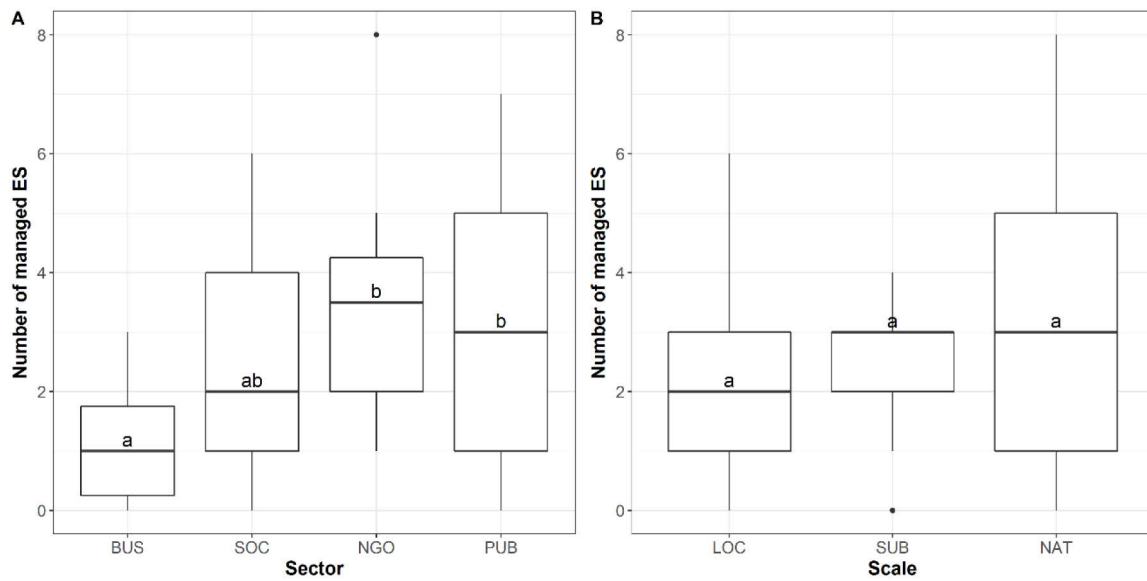 A
Number of managed ES
8
6
4
2
0
a
ab
b
b
BUS SOC NGO PUB
Sector
B
Number of managed ES
8
6
4
2
0
a
a
a
LOC SUB NAT
Scale